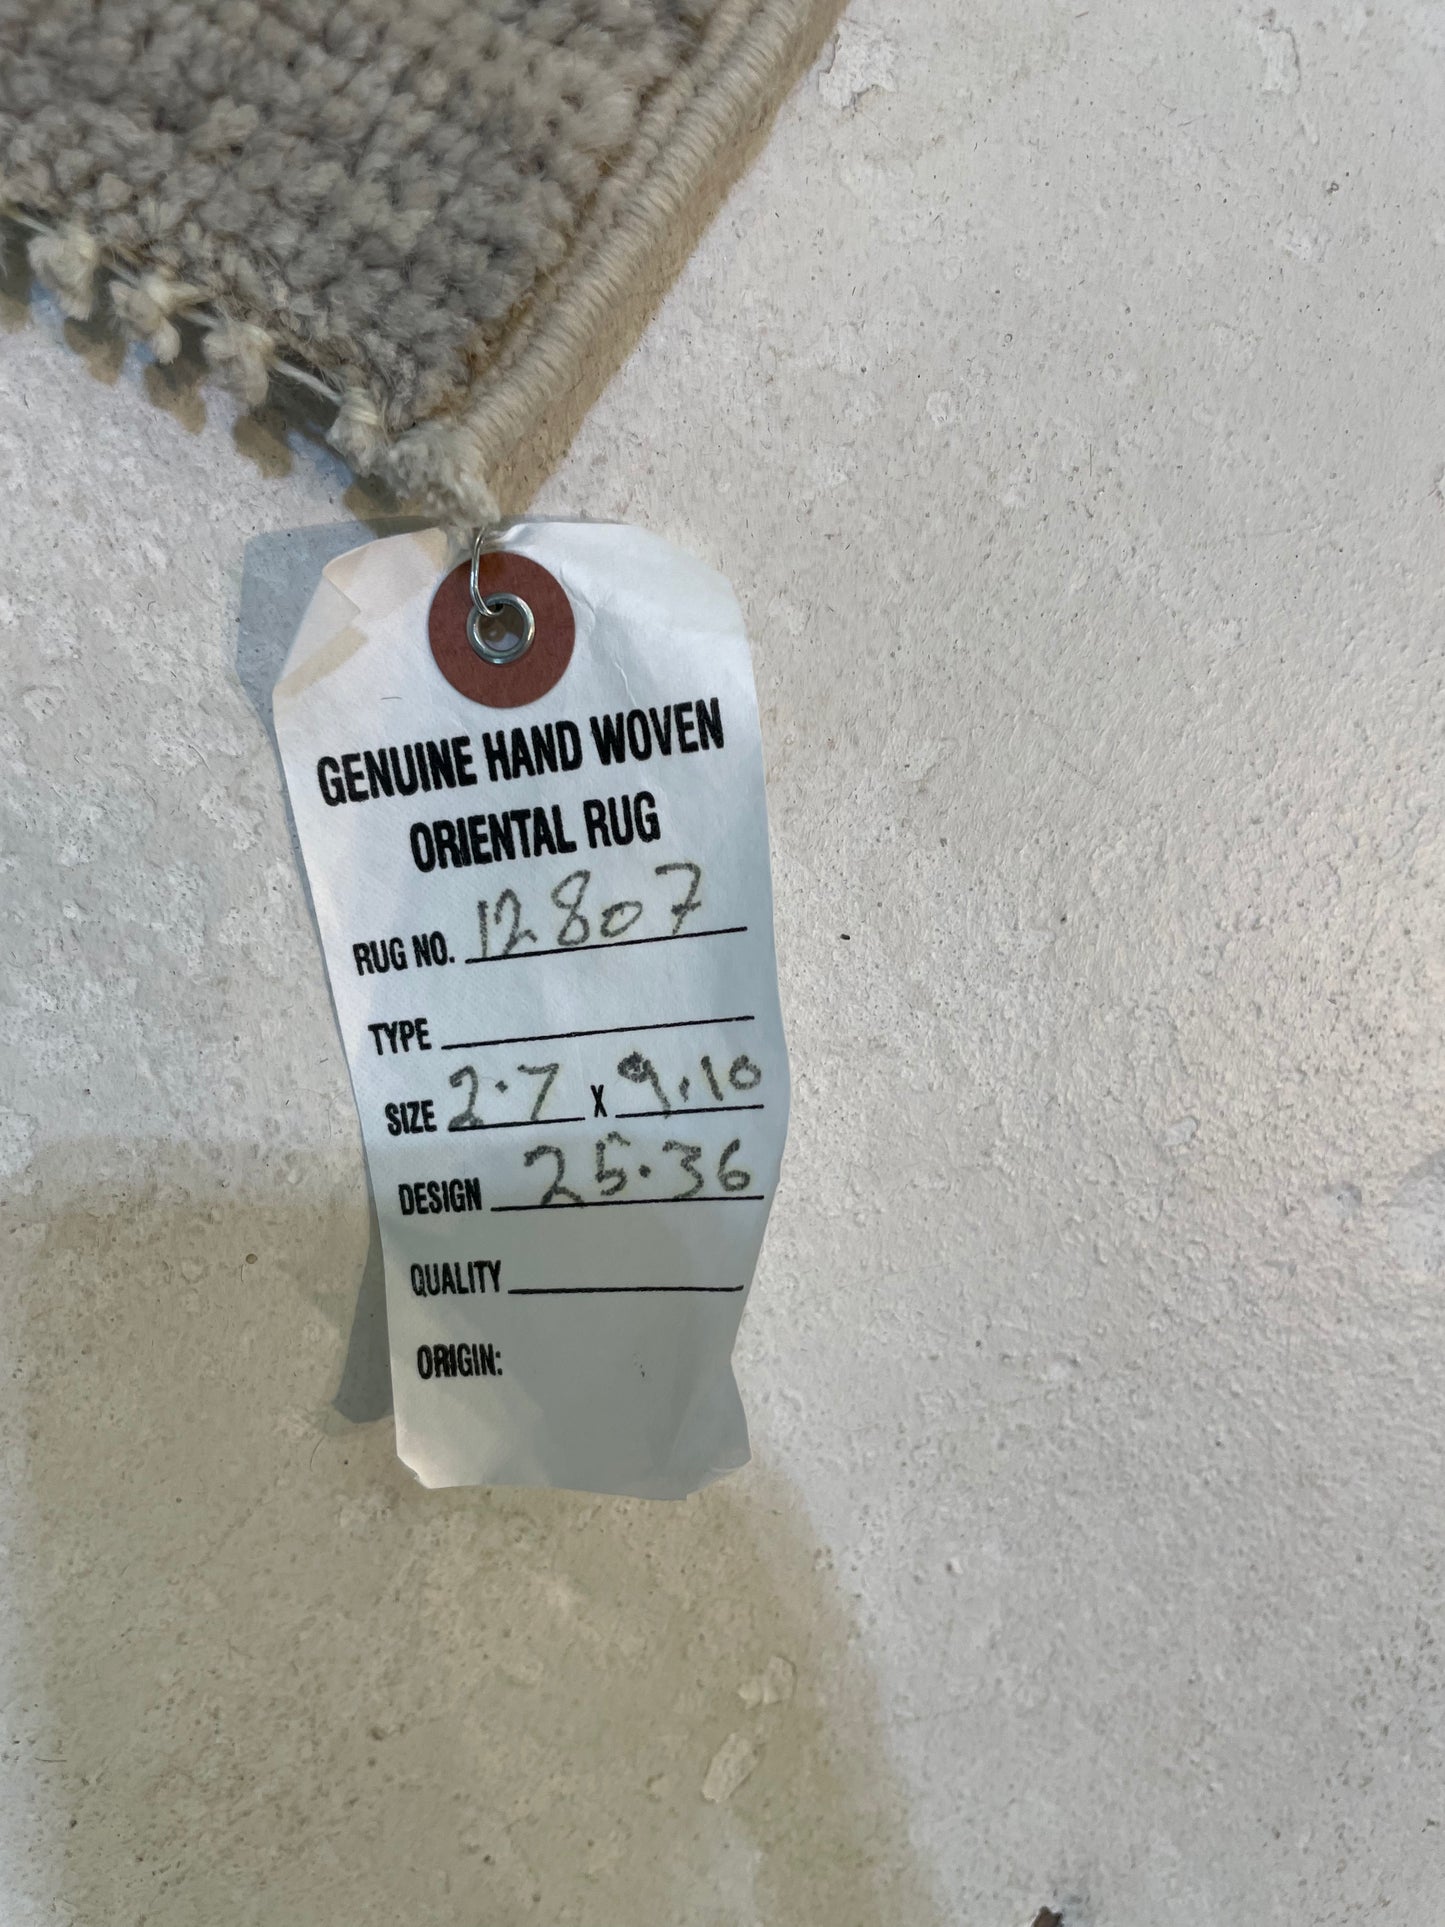 GENUINE HAND WOVEN
ORIENTAL RUG
RUG NO. 12807
TYPE
SIZE 2.7 X 9.10
DESIGN 25.36
QUALITY
ORIGIN: